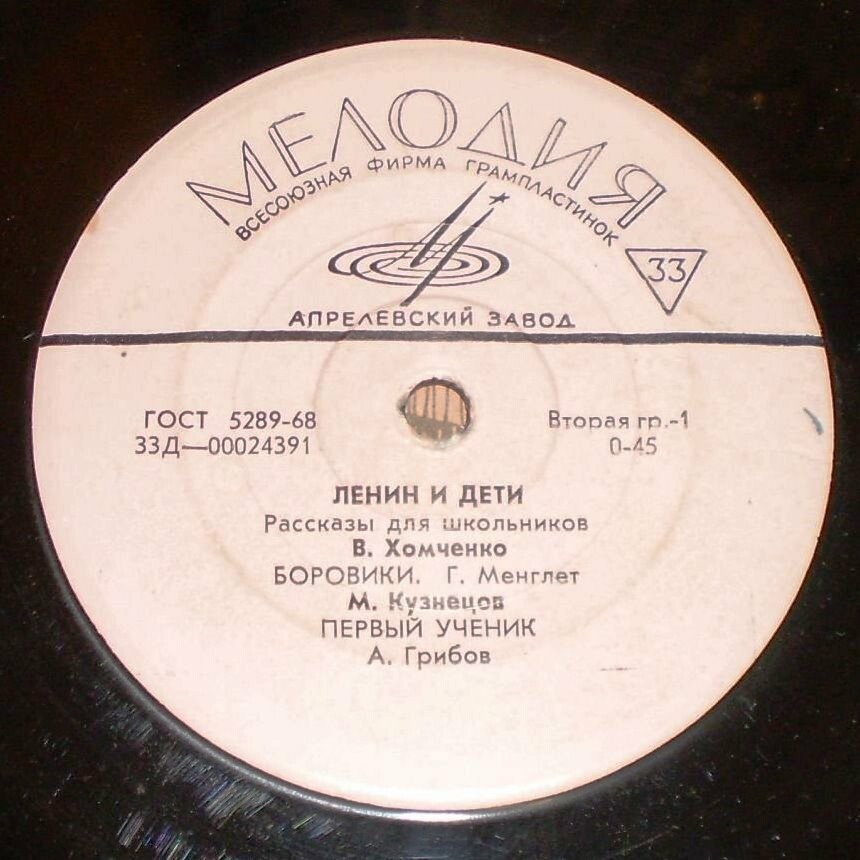 МЕЛОДИЯ
ВСЕСОЮЗНАЯ ФИРМА ГРАМПЛАСТИНОК
33
АПРЕЛЕВСКИЙ ЗАВОД
ГОСТ 5289-68
33Д—00024391
Вторая гр.-1
0-45
ЛЕНИН И ДЕТИ
Рассказы для школьников
В. Хомченко
БОРОВИКИ. Г. Менглет
М. Кузнецов
ПЕРВЫЙ УЧЕНИК
А. Грибов